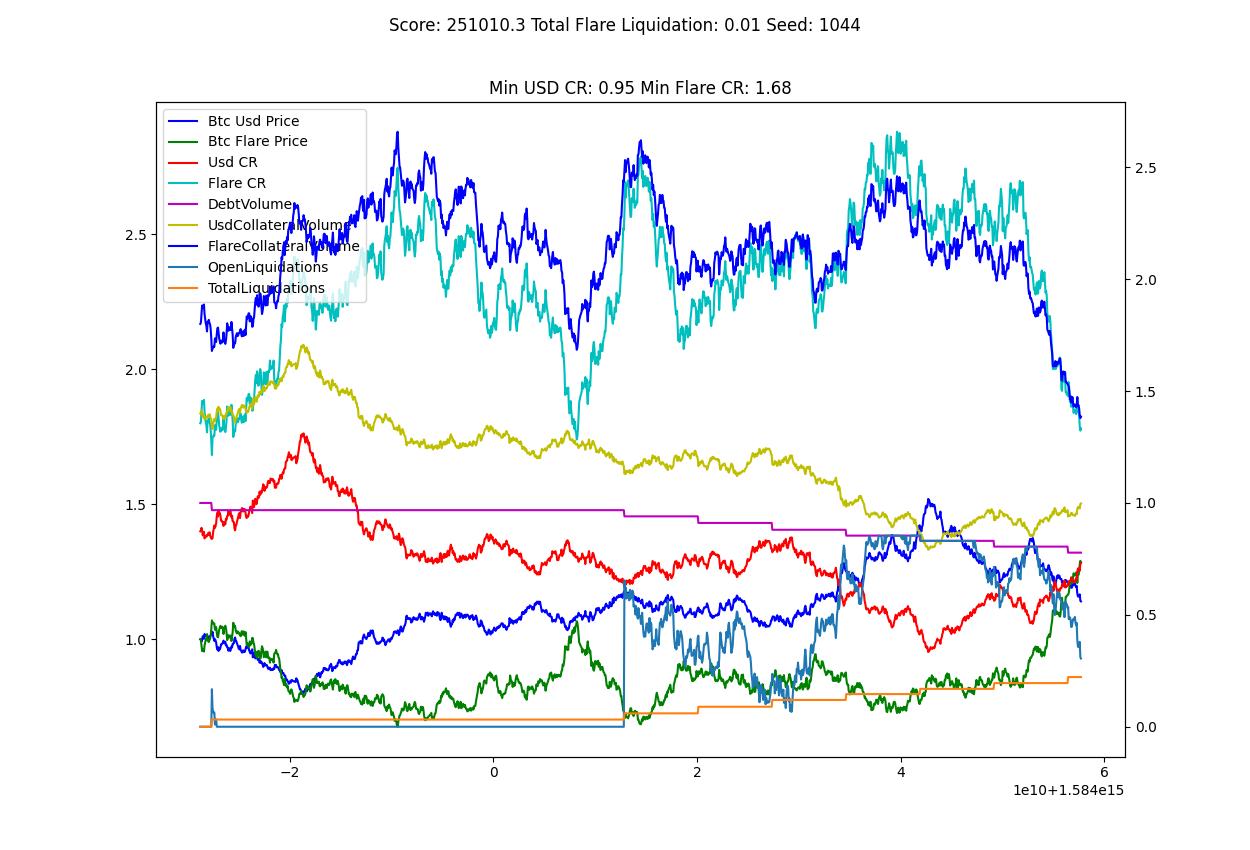 Score: 251010.3 Total Flare Liquidation: 0.01 Seed: 1044
Min USD CR: 0.95 Min Flare CR: 1.68
Btc Usd Price
Btc Flare Price
Usd CR
Flare CR
DebtVolume
UsdCollateralVolume
FlareCollateralVolume
OpenLiquidations
TotalLiquidations
2.5
2.0
1.5
1.0
2.5
2.0
1.5
1.0
0.5
0.0
−2
0
2
4
6
1e10+1.584e15